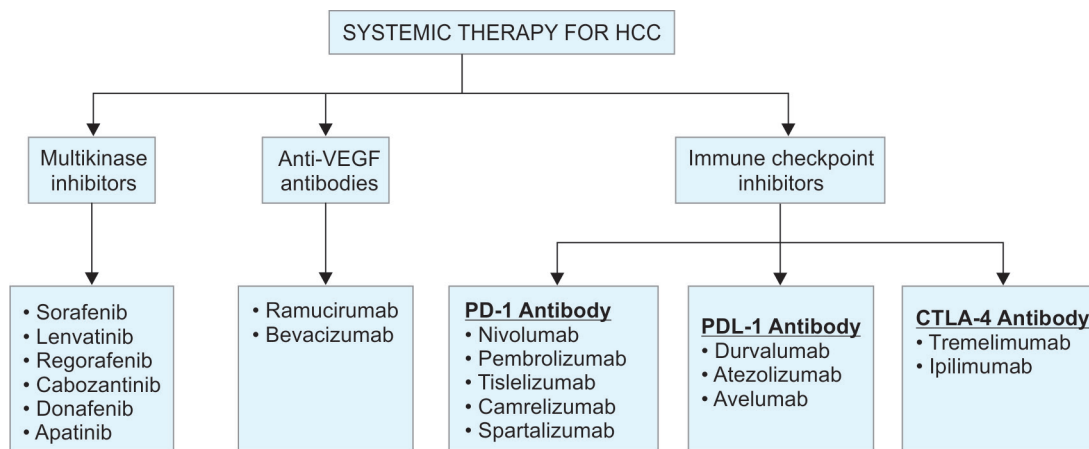 SYSTEMIC THERAPY FOR HCC
Multikinase
inhibitors
Anti-VEGF
antibodies
Immune checkpoint
inhibitors
• Sorafenib
• Lenvatinib
• Regorafenib
• Cabozantinib
• Donafenib
• Apatinib
• Ramucirumab
• Bevacizumab
PD-1 Antibody
• Nivolumab
• Pembrolizumab
• Tislelizumab
• Camrelizumab
• Spartalizumab
PDL-1 Antibody
• Durvalumab
• Atezolizumab
• Avelumab
CTLA-4 Antibody
• Tremelimumab
• Ipilimumab